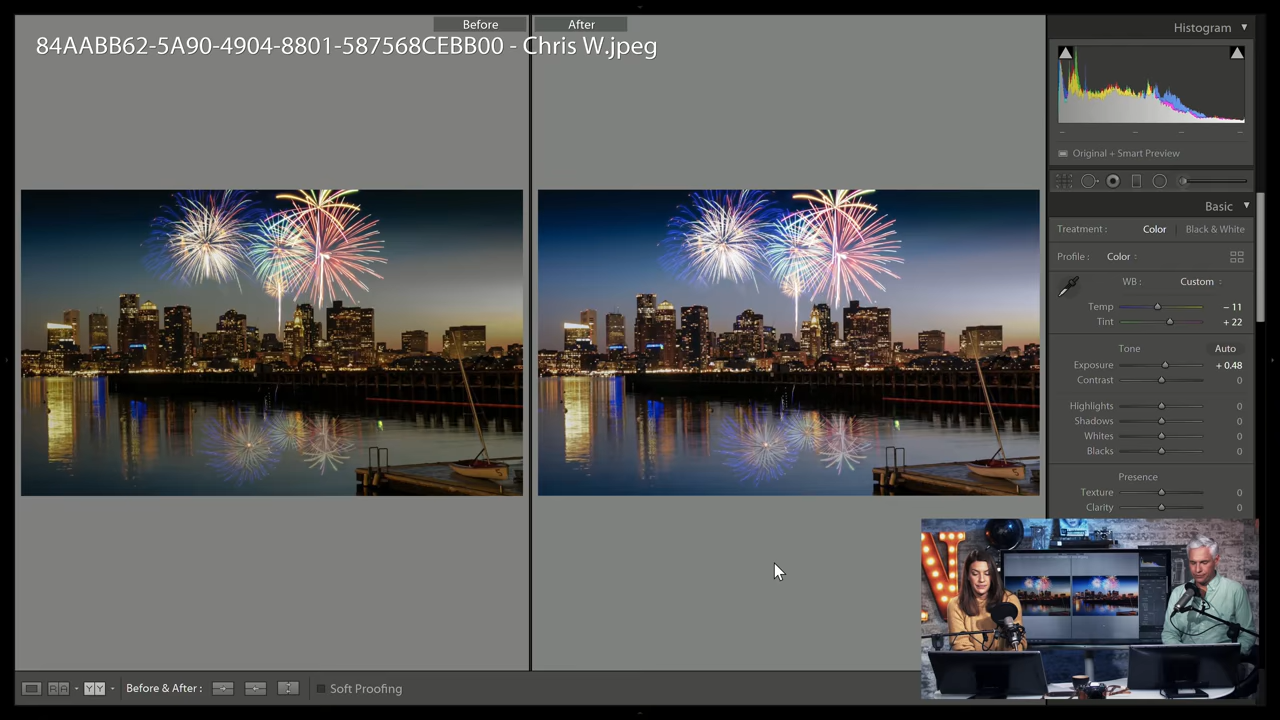 Before
After
84AABB62-5A90-4904-8801-587568CEBB00 - Chris W.jpeg
Histogram
Original + Smart Preview
Basic
Treatment : Color Black & White
Profile : Color
WB : Custom
Temp - 11
Tint + 22
Tone Auto
Exposure + 0.48
Contrast 0
Highlights 0
Shadows 0
Whites 0
Blacks 0
Presence
Texture 0
Clarity 0
N
R A
Y Y
Before & After :
Soft Proofing